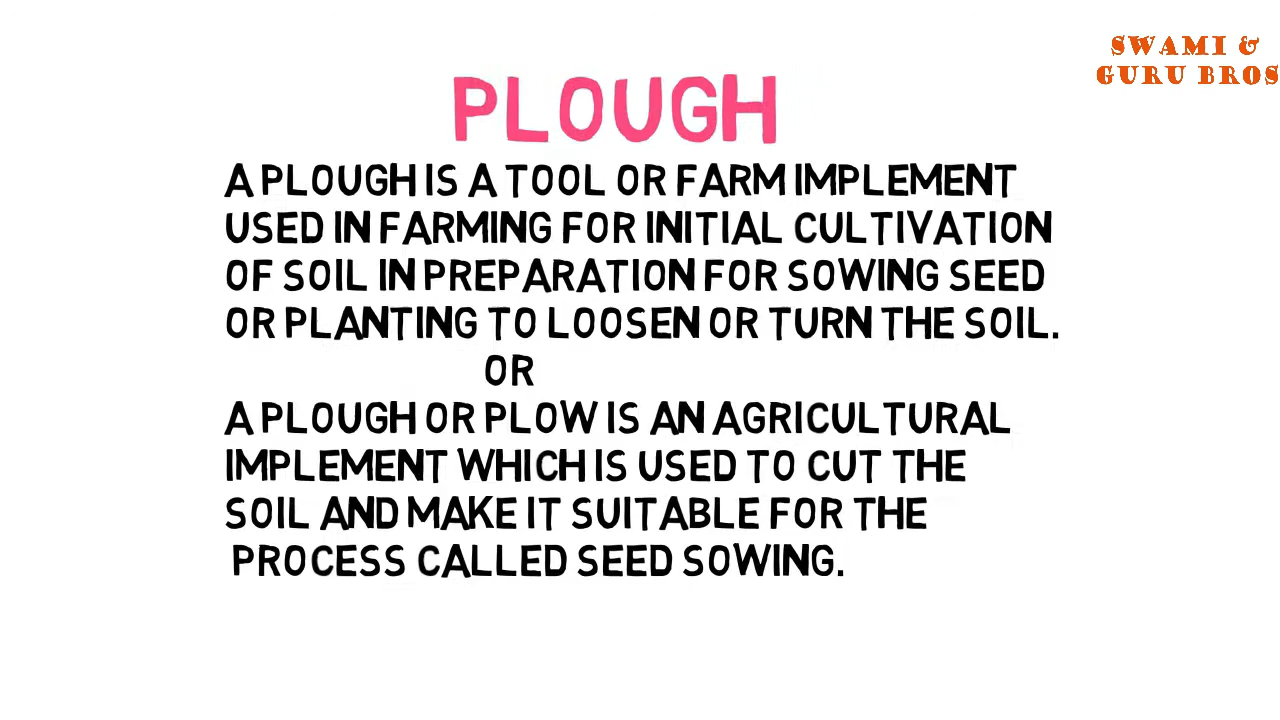 SWAMI &
GURU BROS
PLOUGH
A PLOUGH IS A TOOL OR FARM IMPLEMENT
USED IN FARMING FOR INITIAL CULTIVATION
OF SOIL IN PREPARATION FOR SOWING SEED
OR PLANTING TO LOOSEN OR TURN THE SOIL.
OR
A PLOUGH OR PLOW IS AN AGRICULTURAL
IMPLEMENT WHICH IS USED TO CUT THE
SOIL AND MAKE IT SUITABLE FOR THE
PROCESS CALLED SEED SOWING.